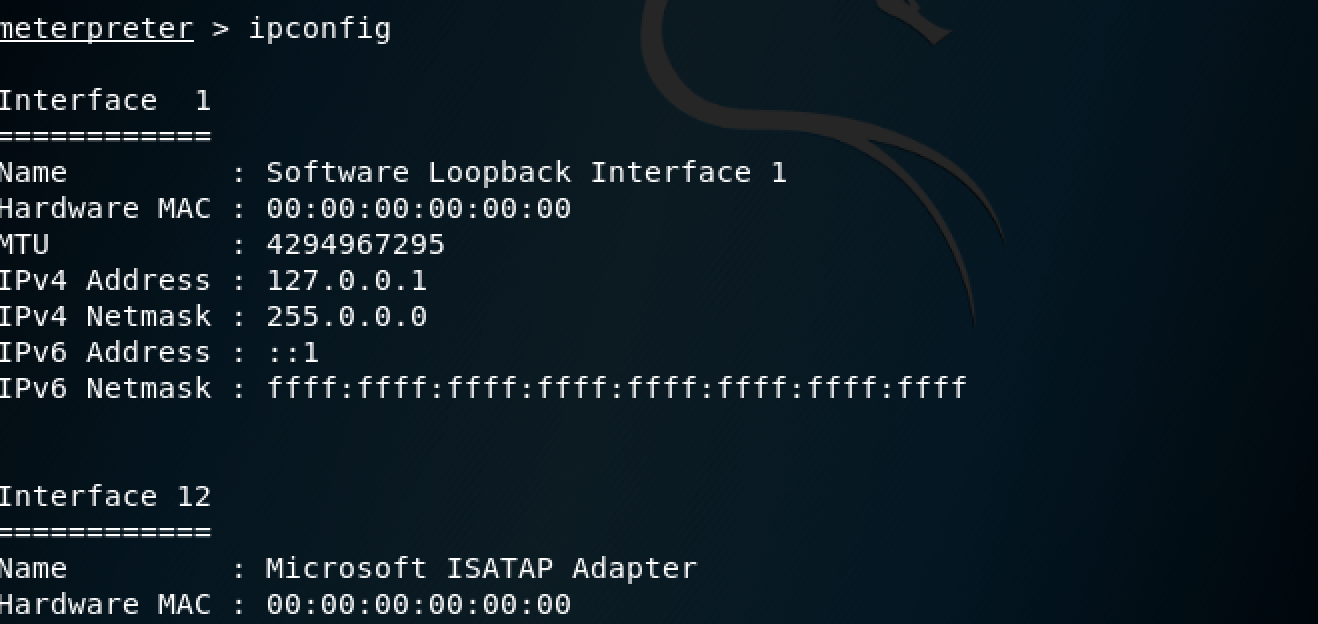 meterpreter > ipconfig
Interface  1
============
Name         : Software Loopback Interface 1
Hardware MAC : 00:00:00:00:00:00
MTU          : 4294967295
IPv4 Address : 127.0.0.1
IPv4 Netmask : 255.0.0.0
IPv6 Address : ::1
IPv6 Netmask : ffff:ffff:ffff:ffff:ffff:ffff:ffff:ffff
Interface 12
============
Name         : Microsoft ISATAP Adapter
Hardware MAC : 00:00:00:00:00:00